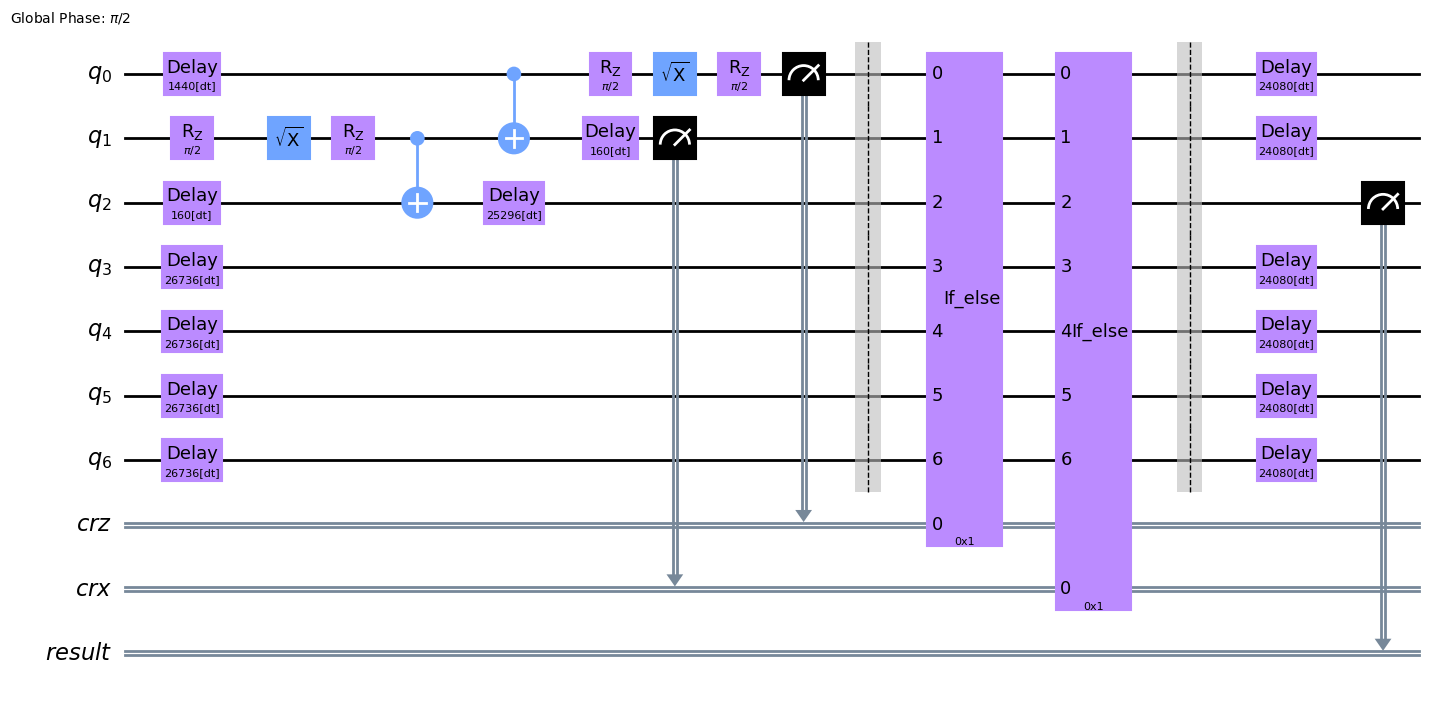 Global Phase: π/2
q0 Delay 1440[dt] RZ π/2 √X RZ π/2 0 0 Delay 24080[dt]
q1 RZ π/2 √X RZ π/2 Delay 160[dt] 1 1 Delay 24080[dt]
q2 Delay 160[dt] Delay 25296[dt] 2 2
q3 Delay 26736[dt] 3 3 Delay 24080[dt]
If_else
q4 Delay 26736[dt] 4 4 If_else Delay 24080[dt]
q5 Delay 26736[dt] 5 5 Delay 24080[dt]
q6 Delay 26736[dt] 6 6 Delay 24080[dt]
crz 0
0x1
crx 0
0x1
result